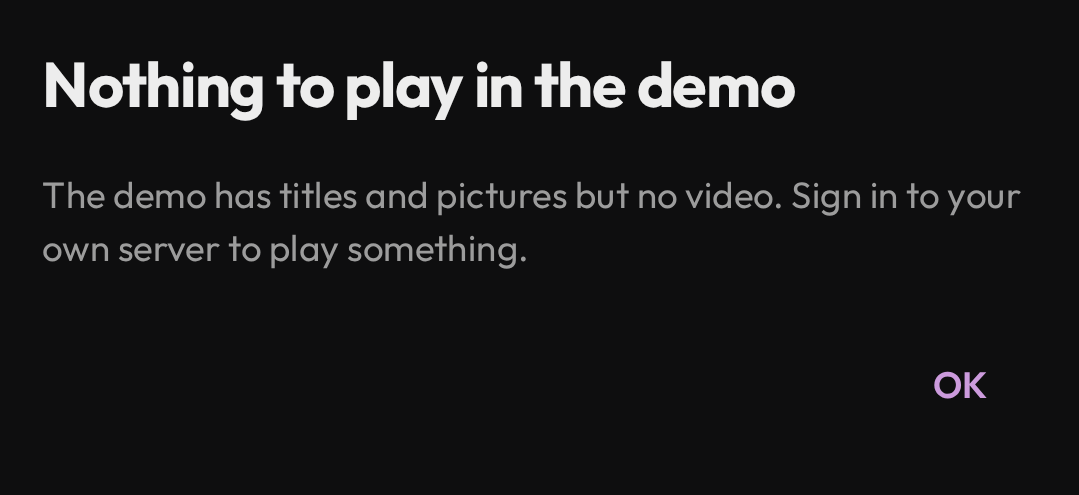 Nothing to play in the demo
The demo has titles and pictures but no video. Sign in to your
own server to play something.
OK